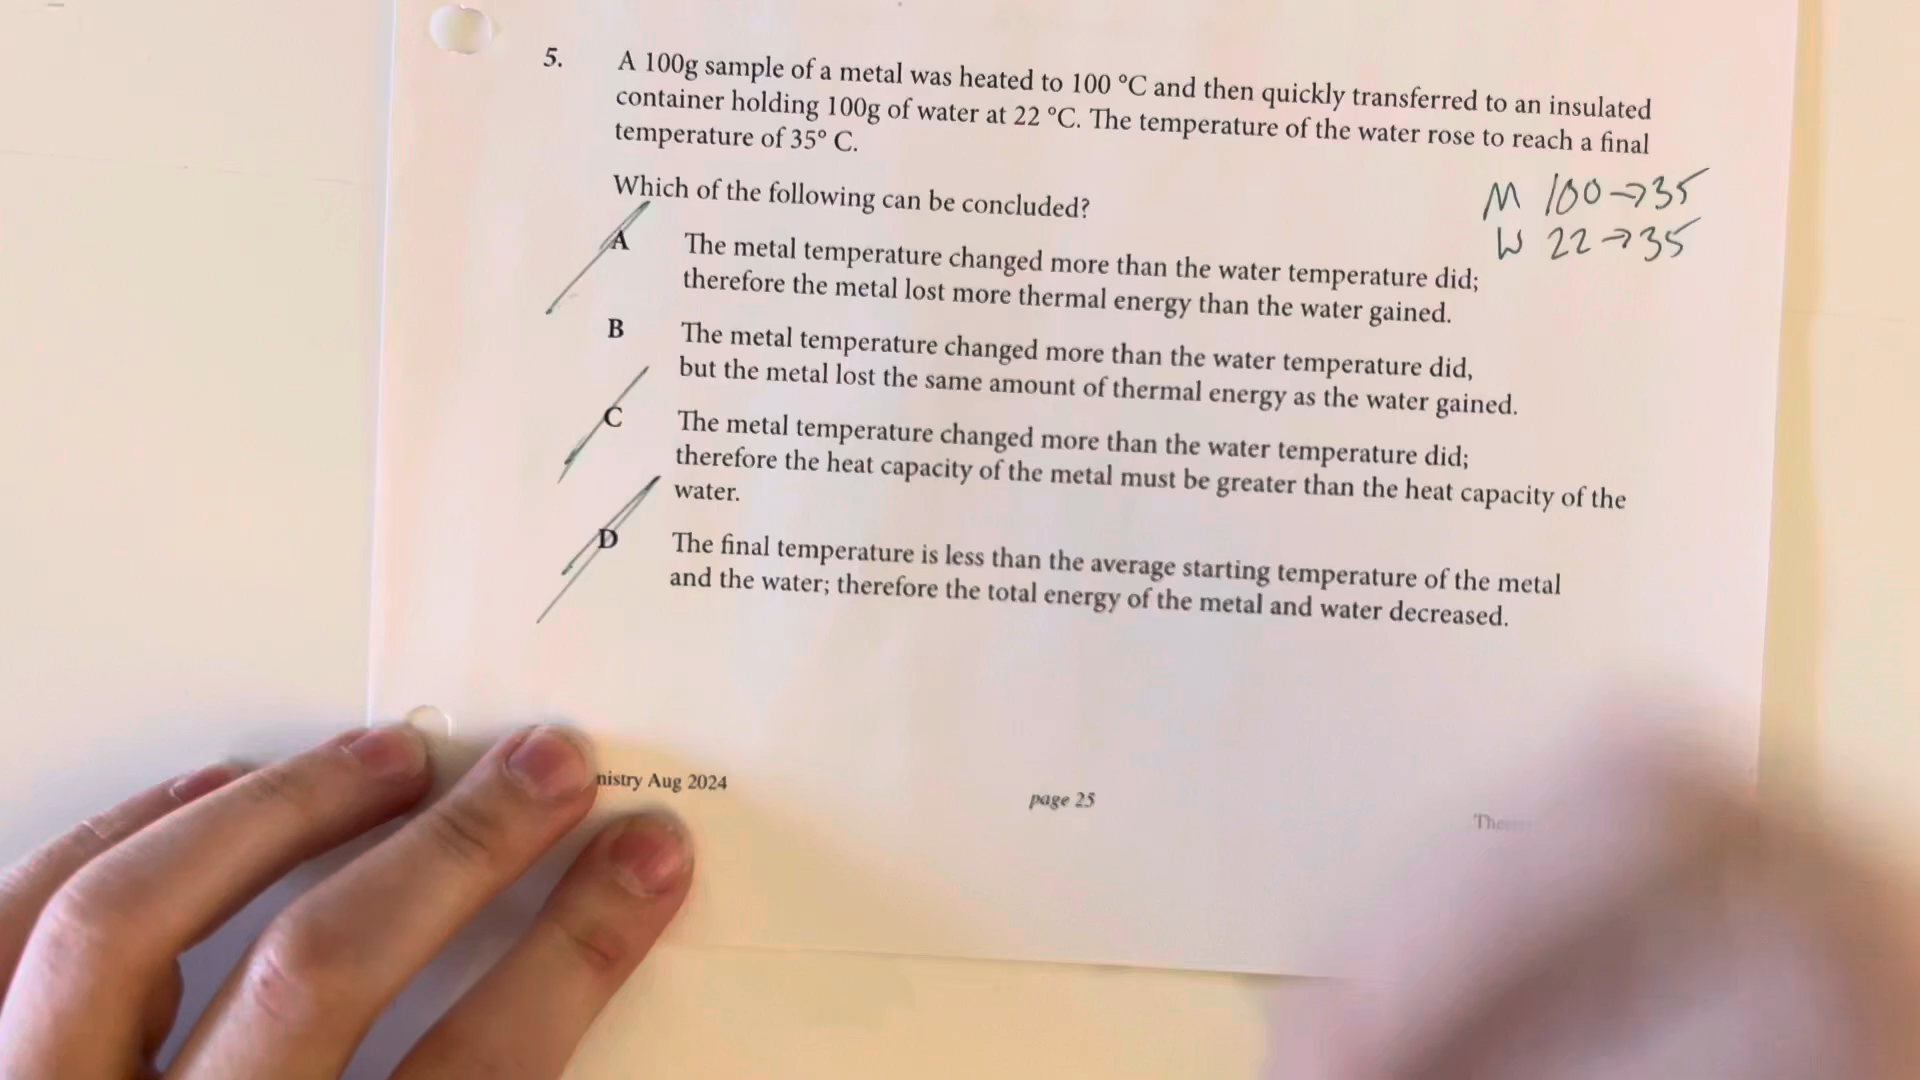 5. A 100g sample of a metal was heated to 100 °C and then quickly transferred to an insulated
container holding 100g of water at 22 °C. The temperature of the water rose to reach a final
temperature of 35° C.
Which of the following can be concluded?
M 100→35
W 22→35
A The metal temperature changed more than the water temperature did;
therefore the metal lost more thermal energy than the water gained.
B The metal temperature changed more than the water temperature did,
but the metal lost the same amount of thermal energy as the water gained.
C The metal temperature changed more than the water temperature did;
therefore the heat capacity of the metal must be greater than the heat capacity of the
water.
D The final temperature is less than the average starting temperature of the metal
and the water; therefore the total energy of the metal and water decreased.
nistry Aug 2024
page 25